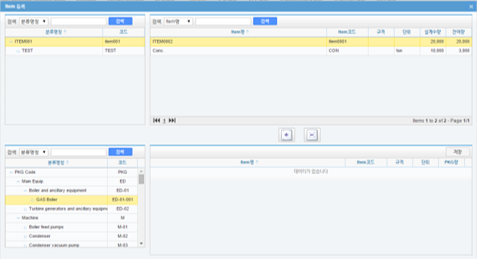 Item 등록
검색 분류명칭 검색
분류명칭 코드
ITEM001 Item001
TEST TEST
검색 Item명 검색
Item명 Item코드 규격 단위 설계수량 잔여량
ITEMM002 Item0001 20.000 20.000
Conc. CON ton 10.000 3.000
1
Items 1 to 2 of 2 - Page 1/1
검색 분류명칭 검색
분류명칭 코드
PKG Code PKG
Main Equip ED
Boiler and ancillary equipment ED-01
GAS Boiler ED-01-001
Turbine generators and ancillary equipm ED-02
Machine M
Boiler feed pumps M-01
Condenser M-02
Condenser vacuum pump M-03
저장
Item명 Item코드 규격 단위 PKG량
데이터가 없습니다